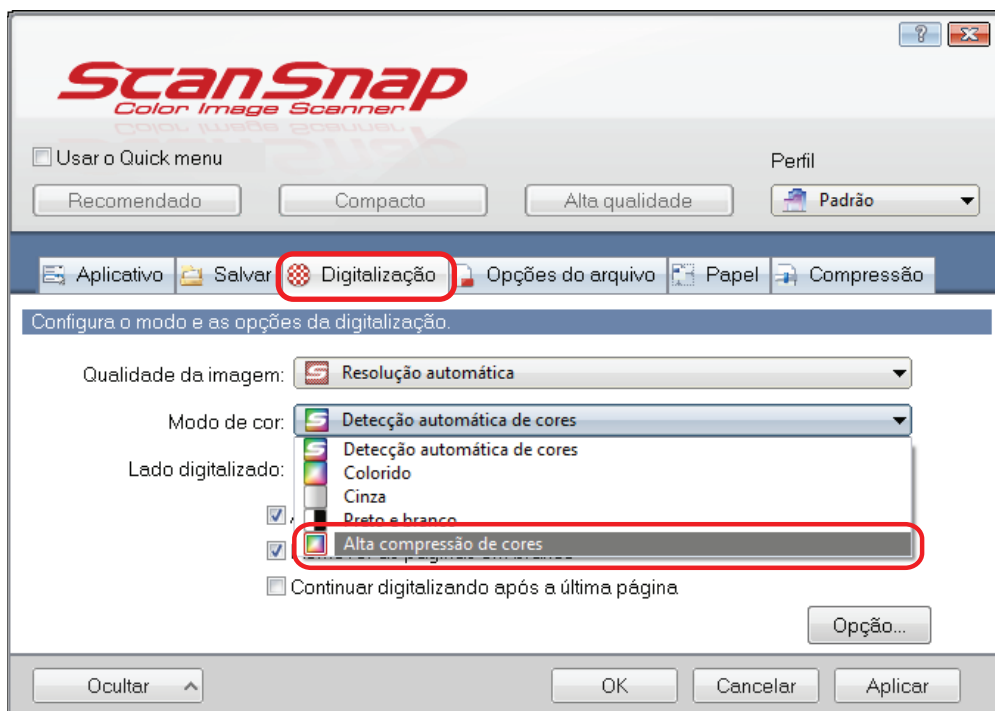 ScanSnap
Color Image Scanner
Usar o Quick menu
Perfil
Recomendado Compacto Alta qualidade Padrão
Aplicativo Salvar Digitalização Opções do arquivo Papel Compressão
Configura o modo e as opções da digitalização.
Qualidade da imagem: Resolução automática
Modo de cor: Detecção automática de cores
Detecção automática de cores
Lado digitalizado:
Colorido
Cinza
Preto e branco
Alta compressão de cores
Continuar digitalizando após a última página
Opção...
Ocultar OK Cancelar Aplicar